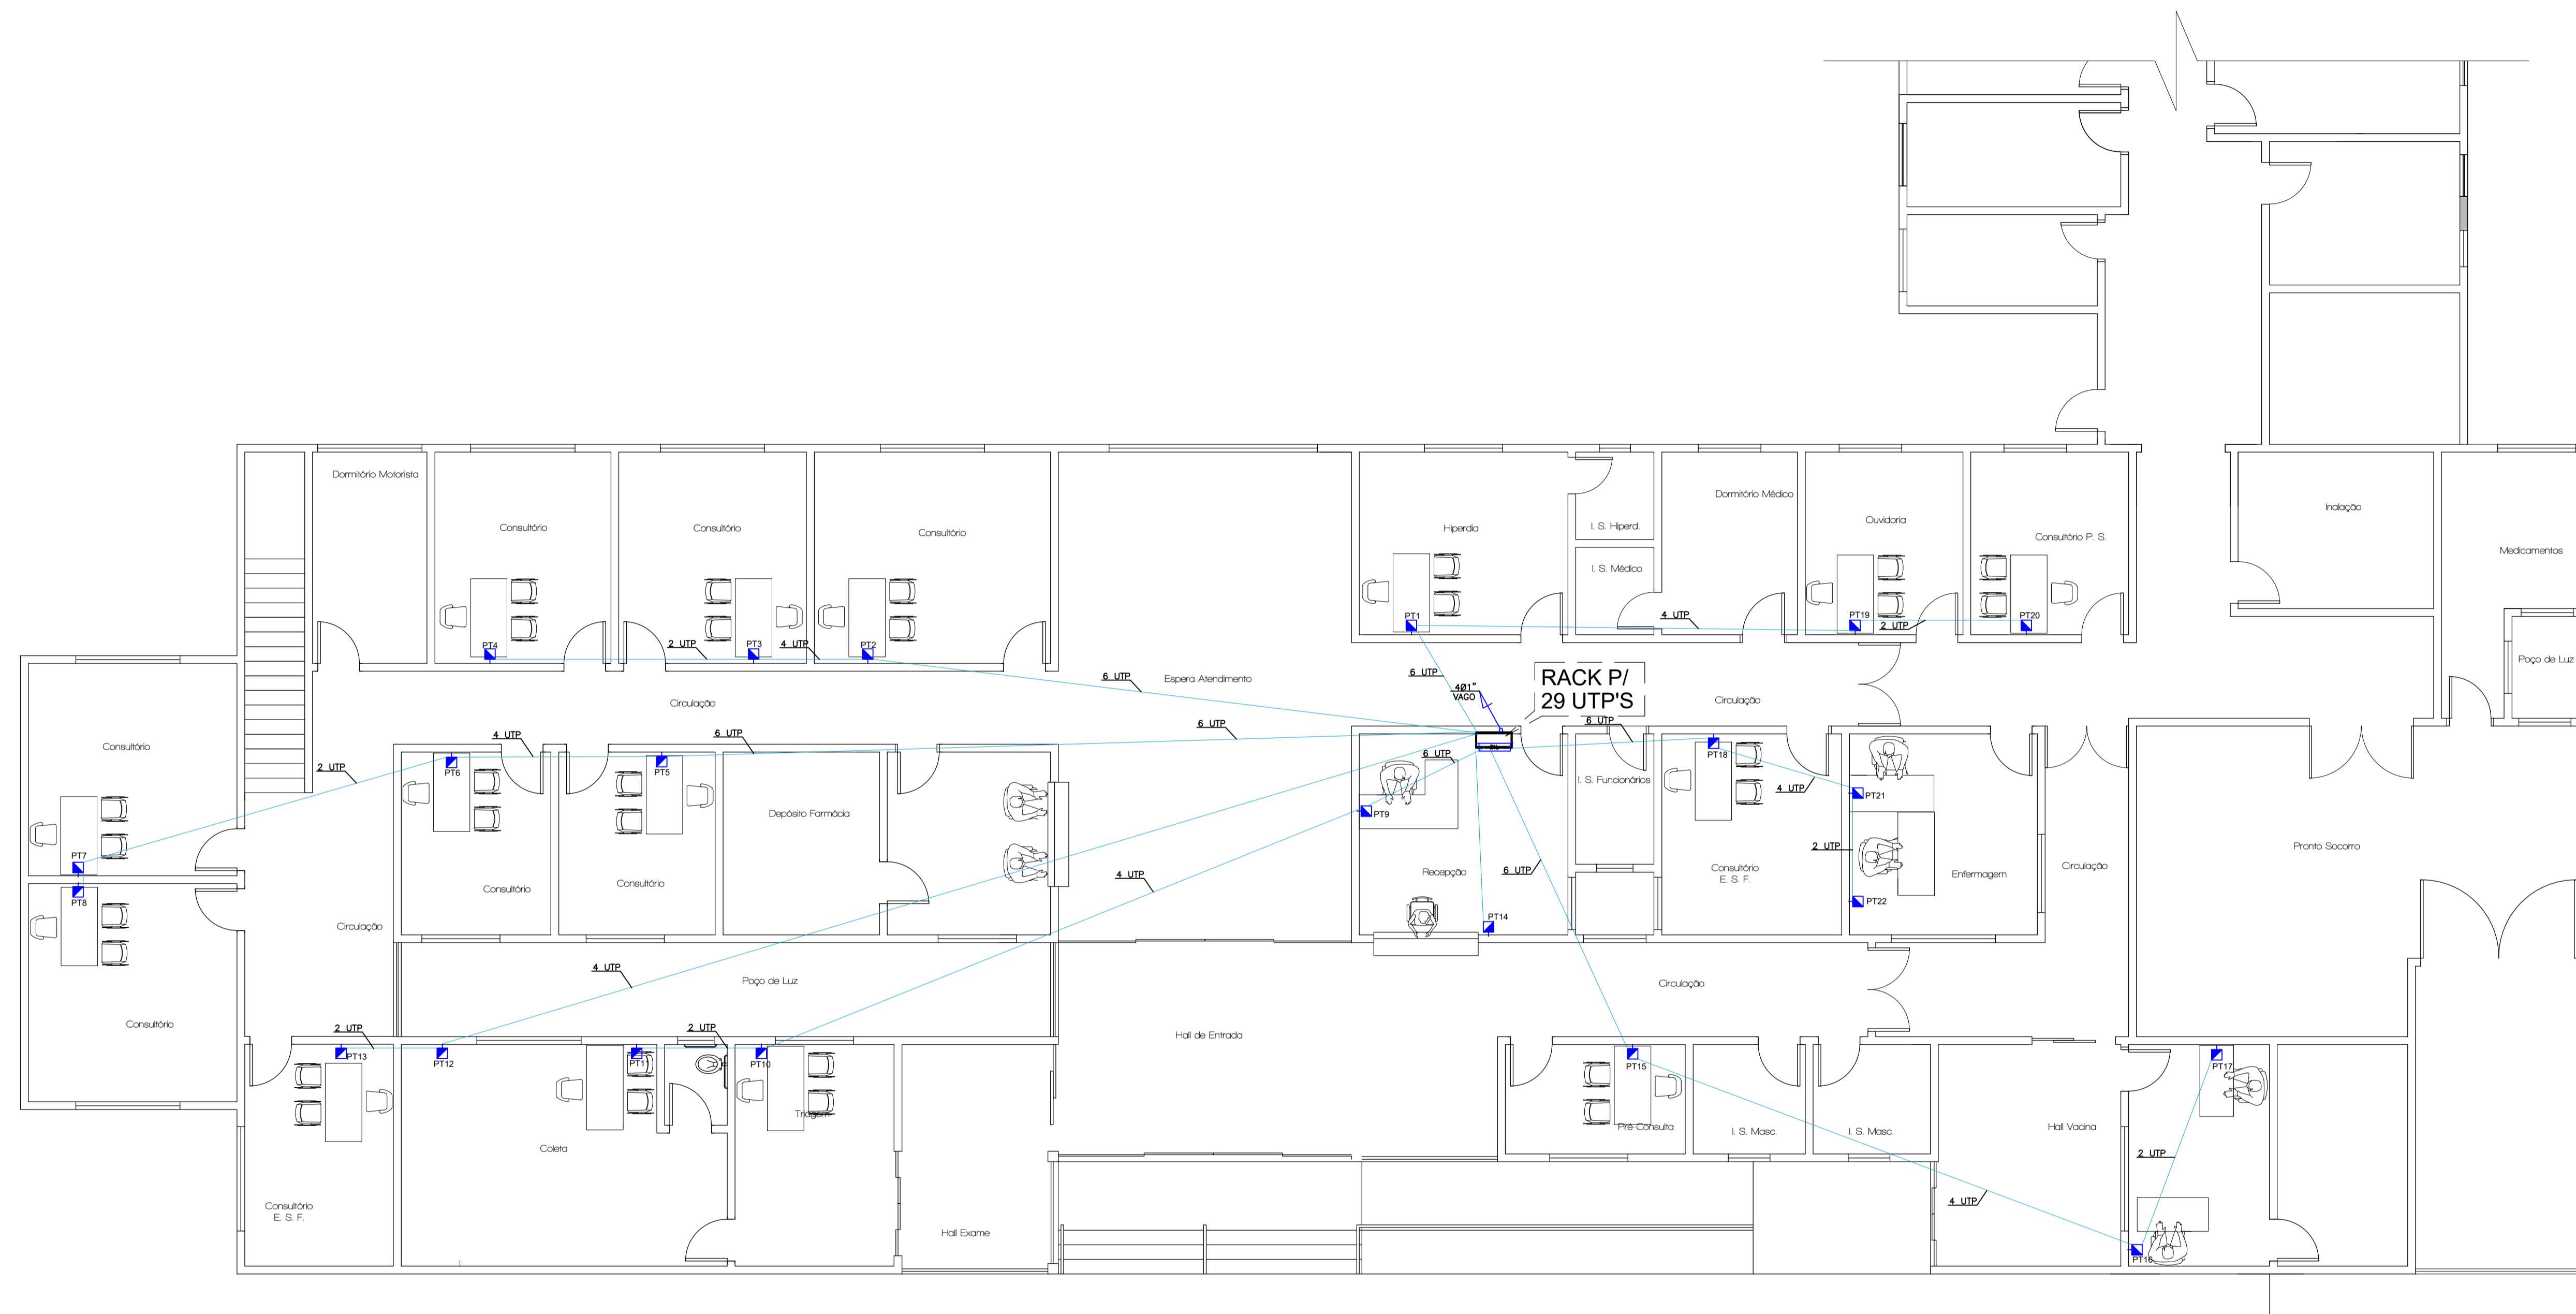 Dormitório Motorista
Consultório
Consultório
Consultório
Hiperdia
I. S. Hiperd.
Dormitório Médico
Ouvidoria
Consultório P. S.
Inalação
Medicamentos
I. S. Médico
PT4
2 UTP
PT3
4 UTP
PT2
PT1
4 UTP
PT19
2 UTP
PT20
Poço de Luz
6 UTP
Espera Atendimento
6 UTP
4Ø1"
VAGO
RACK P/
29 UTP'S
Circulação
Circulação
6 UTP
6 UTP
4 UTP
6 UTP
Consultório
2 UTP
PT6
PT5
6 UTP
PT18
I. S. Funcionários
4 UTP
PT21
Depósito Farmácia
PT9
PT7
PT8
2 UTP
Pronto Socorro
Consultório
Consultório
4 UTP
Recepção
6 UTP
Consultório
E. S. F.
Enfermagem
Circulação
PT22
PT14
Circulação
4 UTP
Poço de Luz
Circulação
Consultório
2 UTP
2 UTP
Hall de Entrada
PT13
PT12
PT11
PT10
PT15
PT17
Triagem
Pré Consulta
I. S. Masc.
I. S. Masc.
Hall Vacina
Coleta
2 UTP
4 UTP
Consultório
E. S. F.
Hall Exame
PT16